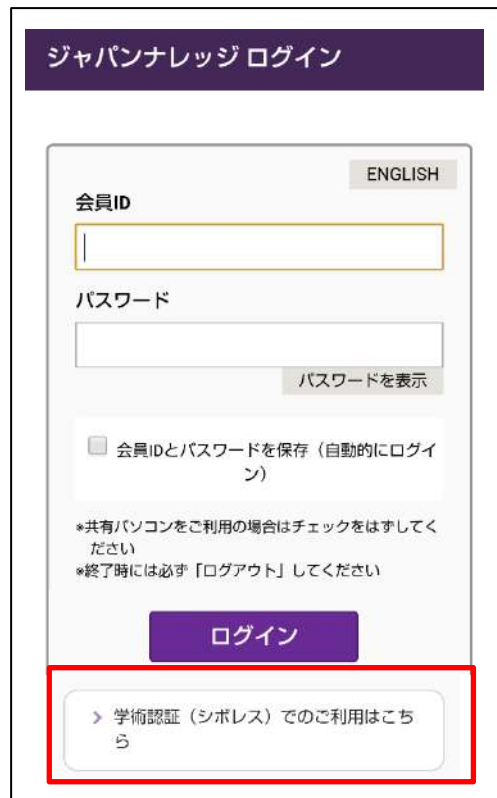 ジャパンナレッジ ログイン
ENGLISH
会員ID
パスワード
パスワードを表示
会員IDとパスワードを保存（自動的にログイ
ン）
*共有パソコンをご利用の場合はチェックをはずしてく
ださい
*終了時には必ず「ログアウト」してください
ログイン
> 学術認証（シボレス）でのご利用はこち
ら